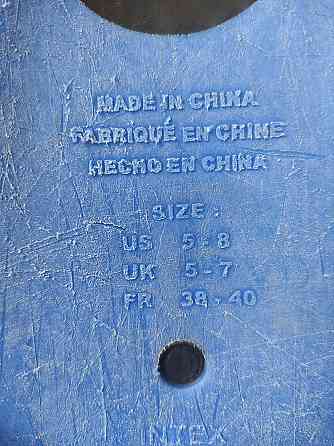 MADE IN CHINA
FABRIQUÉ EN CHINE
HECHO EN CHINA
SIZE :
US 5 - 8
UK 5 - 7
FR 38 - 40
INTEX